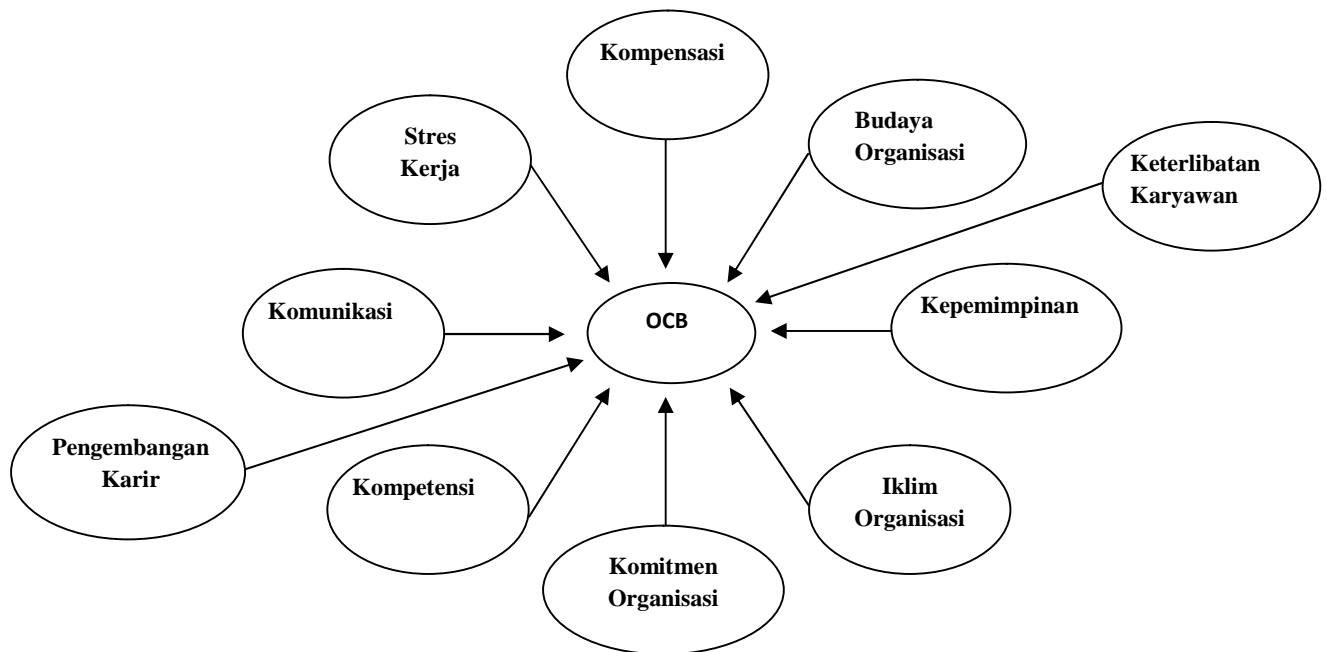 Kompensasi
Stres
Kerja
Budaya
Organisasi
Keterlibatan
Karyawan
Komunikasi
OCB
Kepemimpinan
Pengembangan
Karir
Kompetensi
Iklim
Organisasi
Komitmen
Organisasi